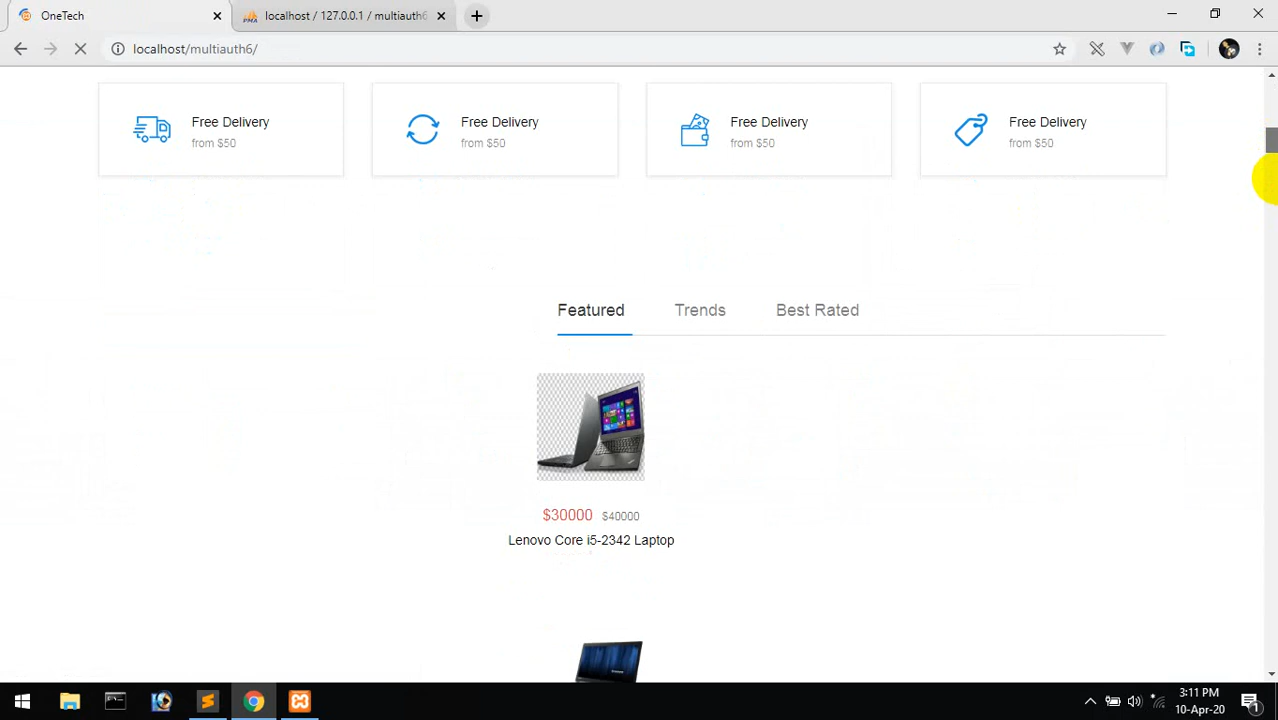 OneTech
localhost / 127.0.0.1 / multiauth6
localhost/multiauth6/
Free Delivery
from $50
Free Delivery
from $50
Free Delivery
from $50
Free Delivery
from $50
Featured
Trends
Best Rated
$30000 $40000
Lenovo Core i5-2342 Laptop
3:11 PM
10-Apr-20
1